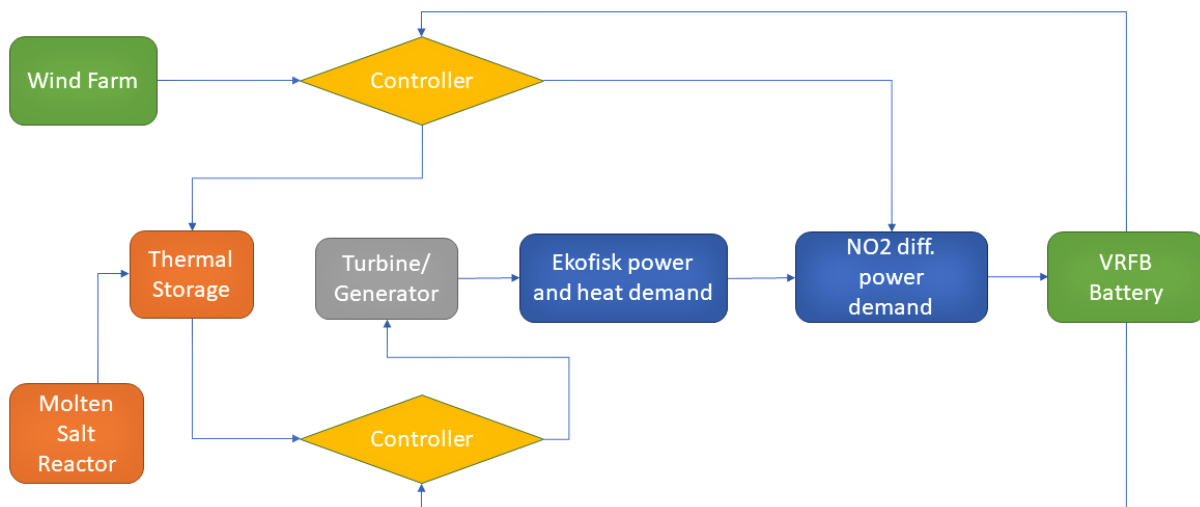 Wind Farm
Controller
Thermal
Storage
Turbine/
Generator
Ekofisk power
and heat demand
NO2 diff.
power
demand
VRFB
Battery
Molten
Salt
Reactor
Controller